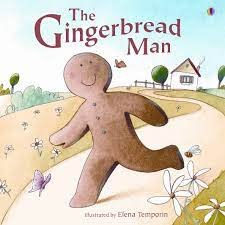 The
Gingerbread
Man
Illustrated by Elena Temporin